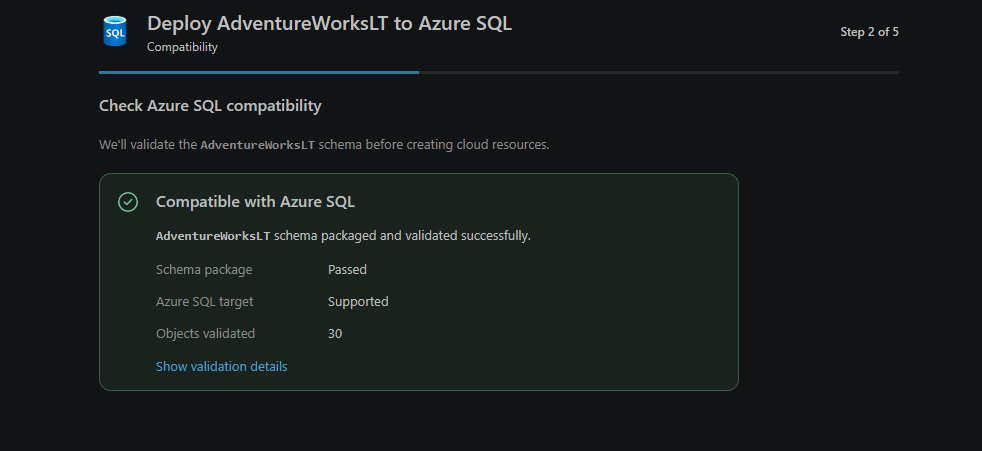 SQL
Deploy AdventureWorksLT to Azure SQL
Compatibility
Step 2 of 5
Check Azure SQL compatibility
We'll validate the AdventureWorksLT schema before creating cloud resources.
Compatible with Azure SQL
AdventureWorksLT schema packaged and validated successfully.
Schema package Passed
Azure SQL target Supported
Objects validated 30
Show validation details